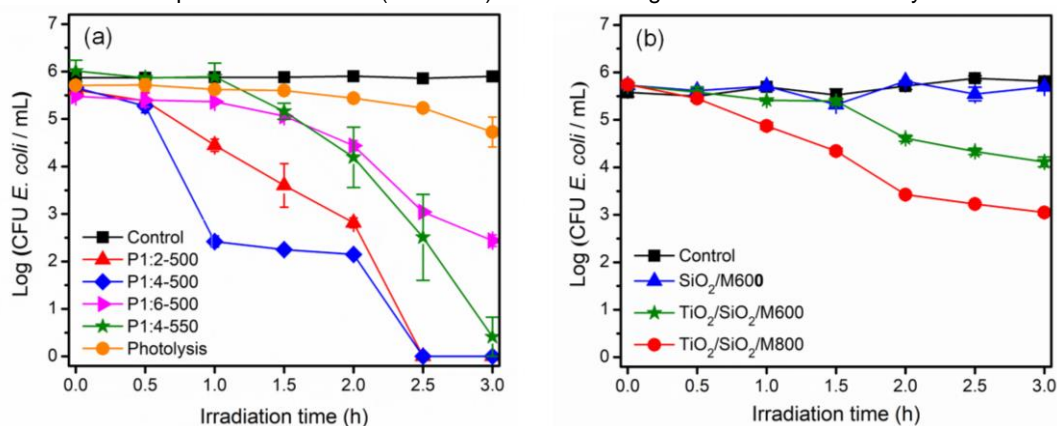 (a)
7
6
5
4
3
2
1
0
Log (CFU E. coli / mL)
Control
P1:2-500
P1:4-500
P1:6-500
P1:4-550
Photolysis
0.0 0.5 1.0 1.5 2.0 2.5 3.0
Irradiation time (h)
(b)
7
6
5
4
3
2
1
0
Log (CFU E. coli / mL)
Control
SiO₂/M600
TiO₂/SiO₂/M600
TiO₂/SiO₂/M800
0.0 0.5 1.0 1.5 2.0 2.5 3.0
Irradiation time (h)